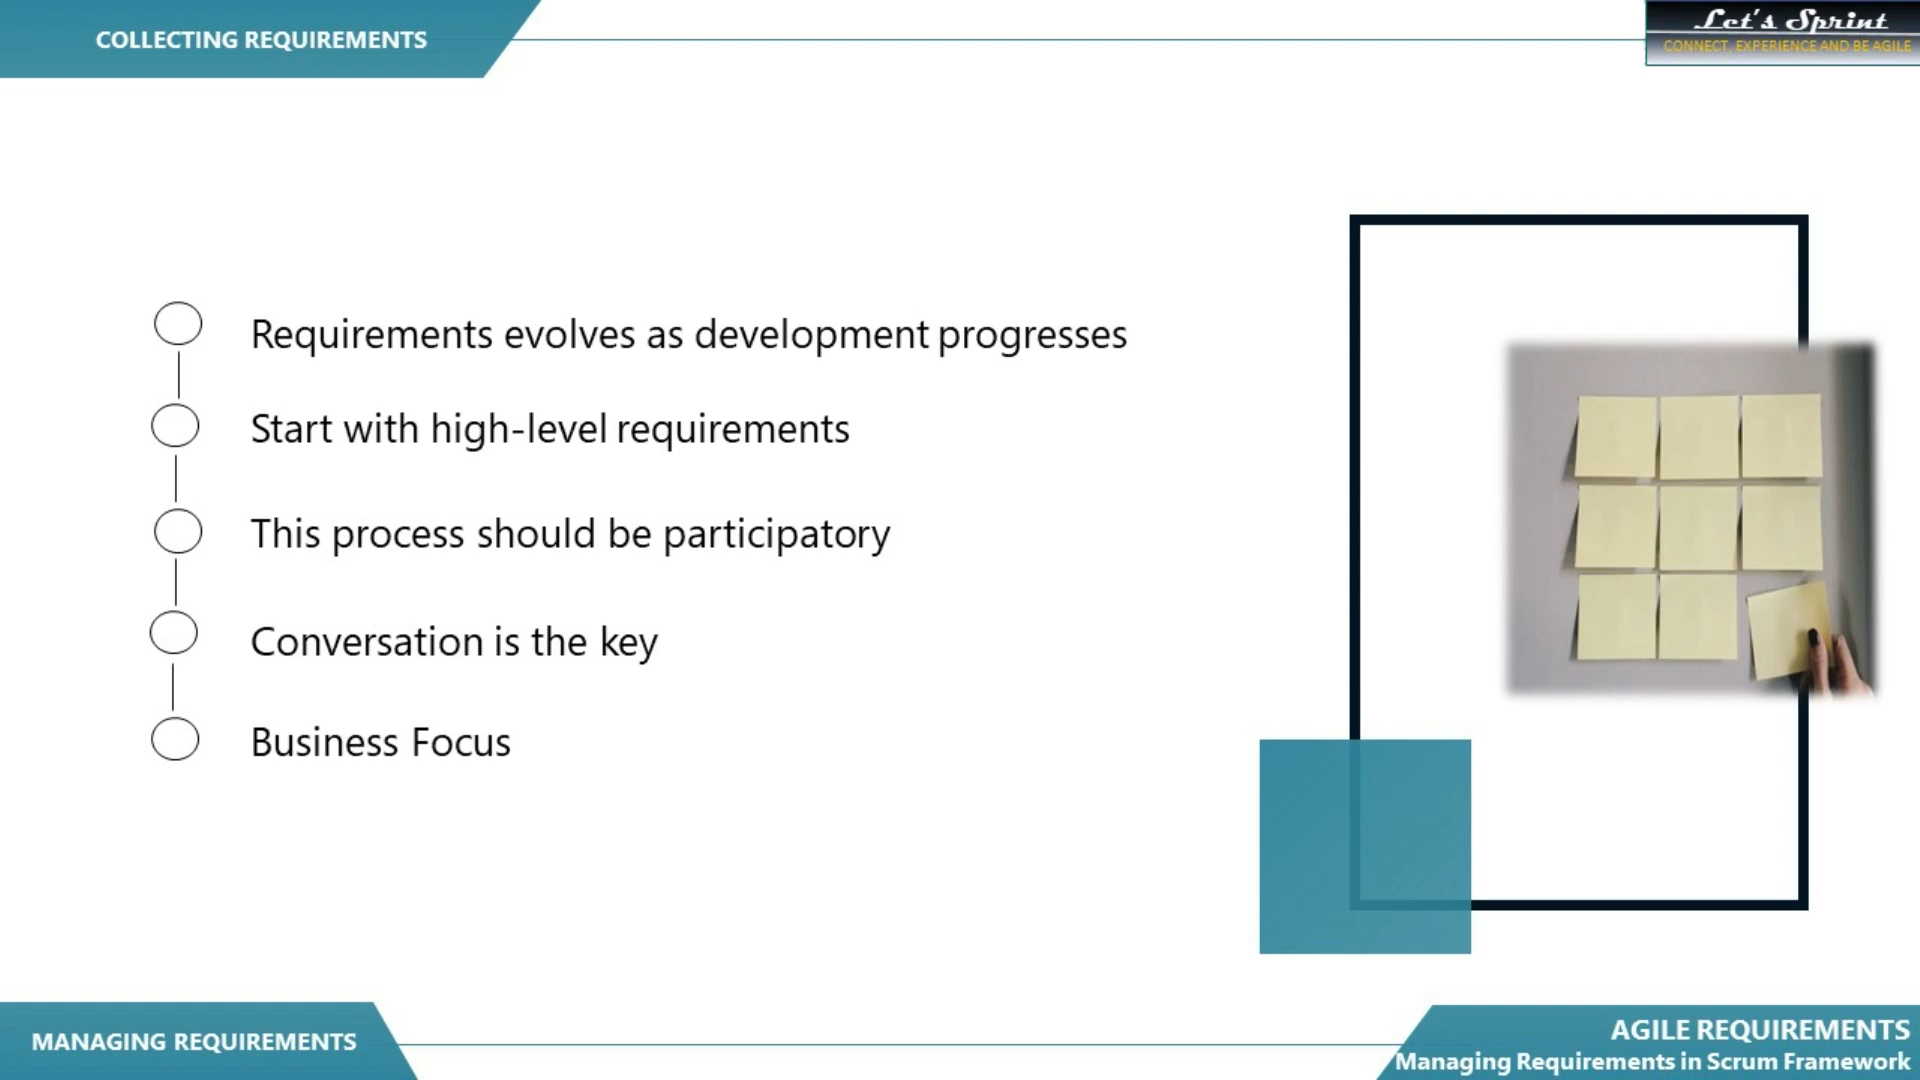 COLLECTING REQUIREMENTS
Let's Sprint
CONNECT, EXPERIENCE AND BE AGILE
Requirements evolves as development progresses
Start with high-level requirements
This process should be participatory
Conversation is the key
Business Focus
MANAGING REQUIREMENTS
AGILE REQUIREMENTS
Managing Requirements in Scrum Framework